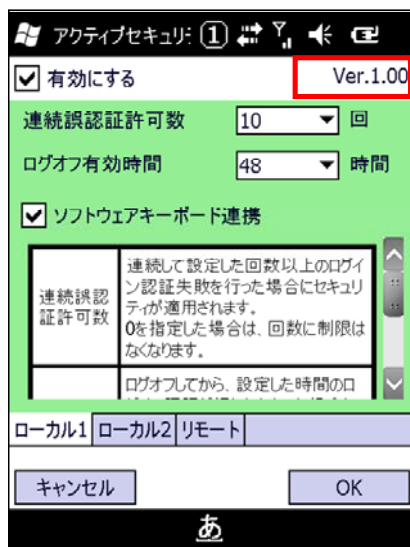 アクティブセキュリ: 1
有効にする Ver.1.00
連続誤認証許可数 10 回
ログオフ有効時間 48 時間
ソフトウェアキーボード連携
連続誤認
証許可数
連続して設定した回数以上のログイ
ン認証失敗を行った場合にセキュリ
ティが適用されます。
0を指定した場合は、回数に制限は
なくなります。
ログオフしてから、設定した時間のロ
ローカル1 ローカル2 リモート
キャンセル OK
あ